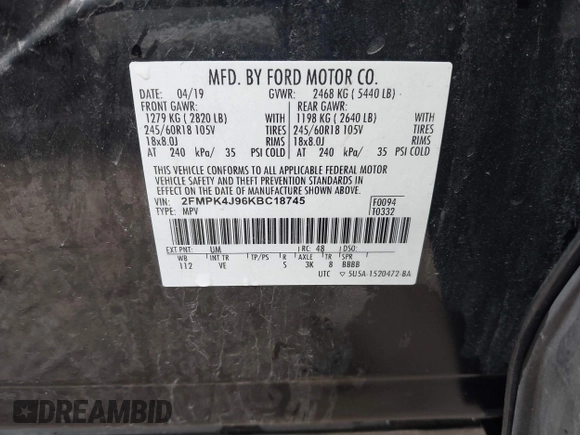 MFD. BY FORD MOTOR CO.
DATE: 04/19 GVWR: 2468 KG ( 5440 LB)
FRONT GAWR: REAR GAWR:
1279 KG ( 2820 LB) WITH 1198 KG ( 2640 LB) WITH
245/60R18 105V TIRES 245/60R18 105V TIRES
18x8.0J RIMS 18x8.0J RIMS
AT 240 kPa/ 35 PSI COLD AT 240 kPa/ 35 PSI COLD
THIS VEHICLE CONFORMS TO ALL APPLICABLE FEDERAL MOTOR
VEHICLE SAFETY AND THEFT PREVENTION STANDARDS IN
EFFECT ON THE DATE OF MANUFACTURE SHOWN ABOVE.
VIN: 2FMPK4J96KBC18745 F0094
TYPE: MPV T0332
EXT PNT: UM RC: 48 DSO:
WB INT TR TP/PS R AXLE TR SPR
112 VE S 3K 8 BBBB
UTC ▽ 5U5A-1520472-BA
DREAMBID